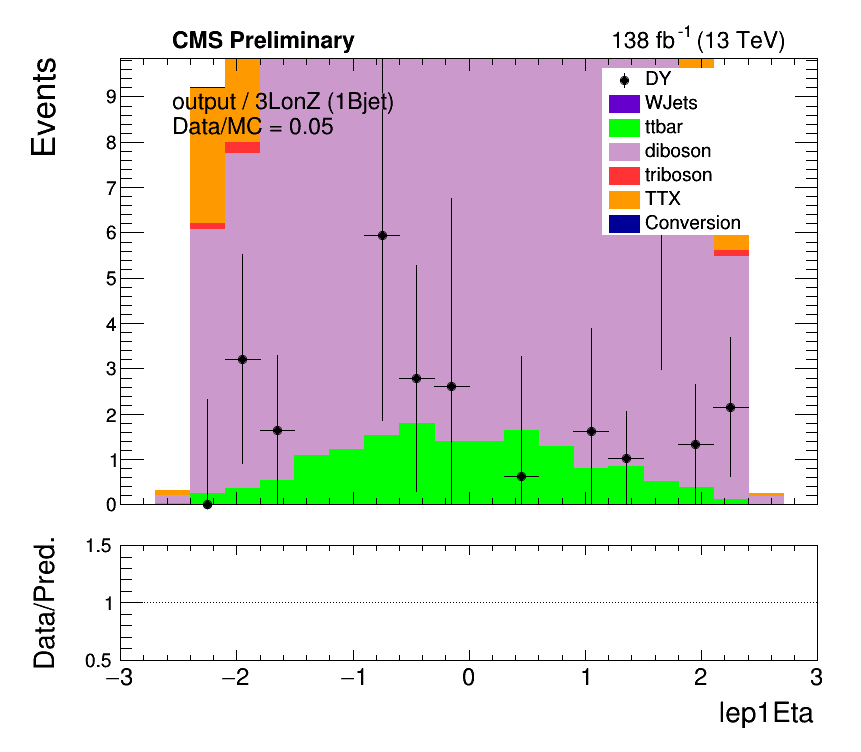 CMS Preliminary
138 fb-1 (13 TeV)
Events
output / 3LonZ (1Bjet)
Data/MC = 0.05
DY
WJets
ttbar
diboson
triboson
TTX
Conversion
9
8
7
6
5
4
3
2
1
0
Data/Pred.
1.5
1
0.5
−3
−2
−1
0
1
2
3
lep1Eta